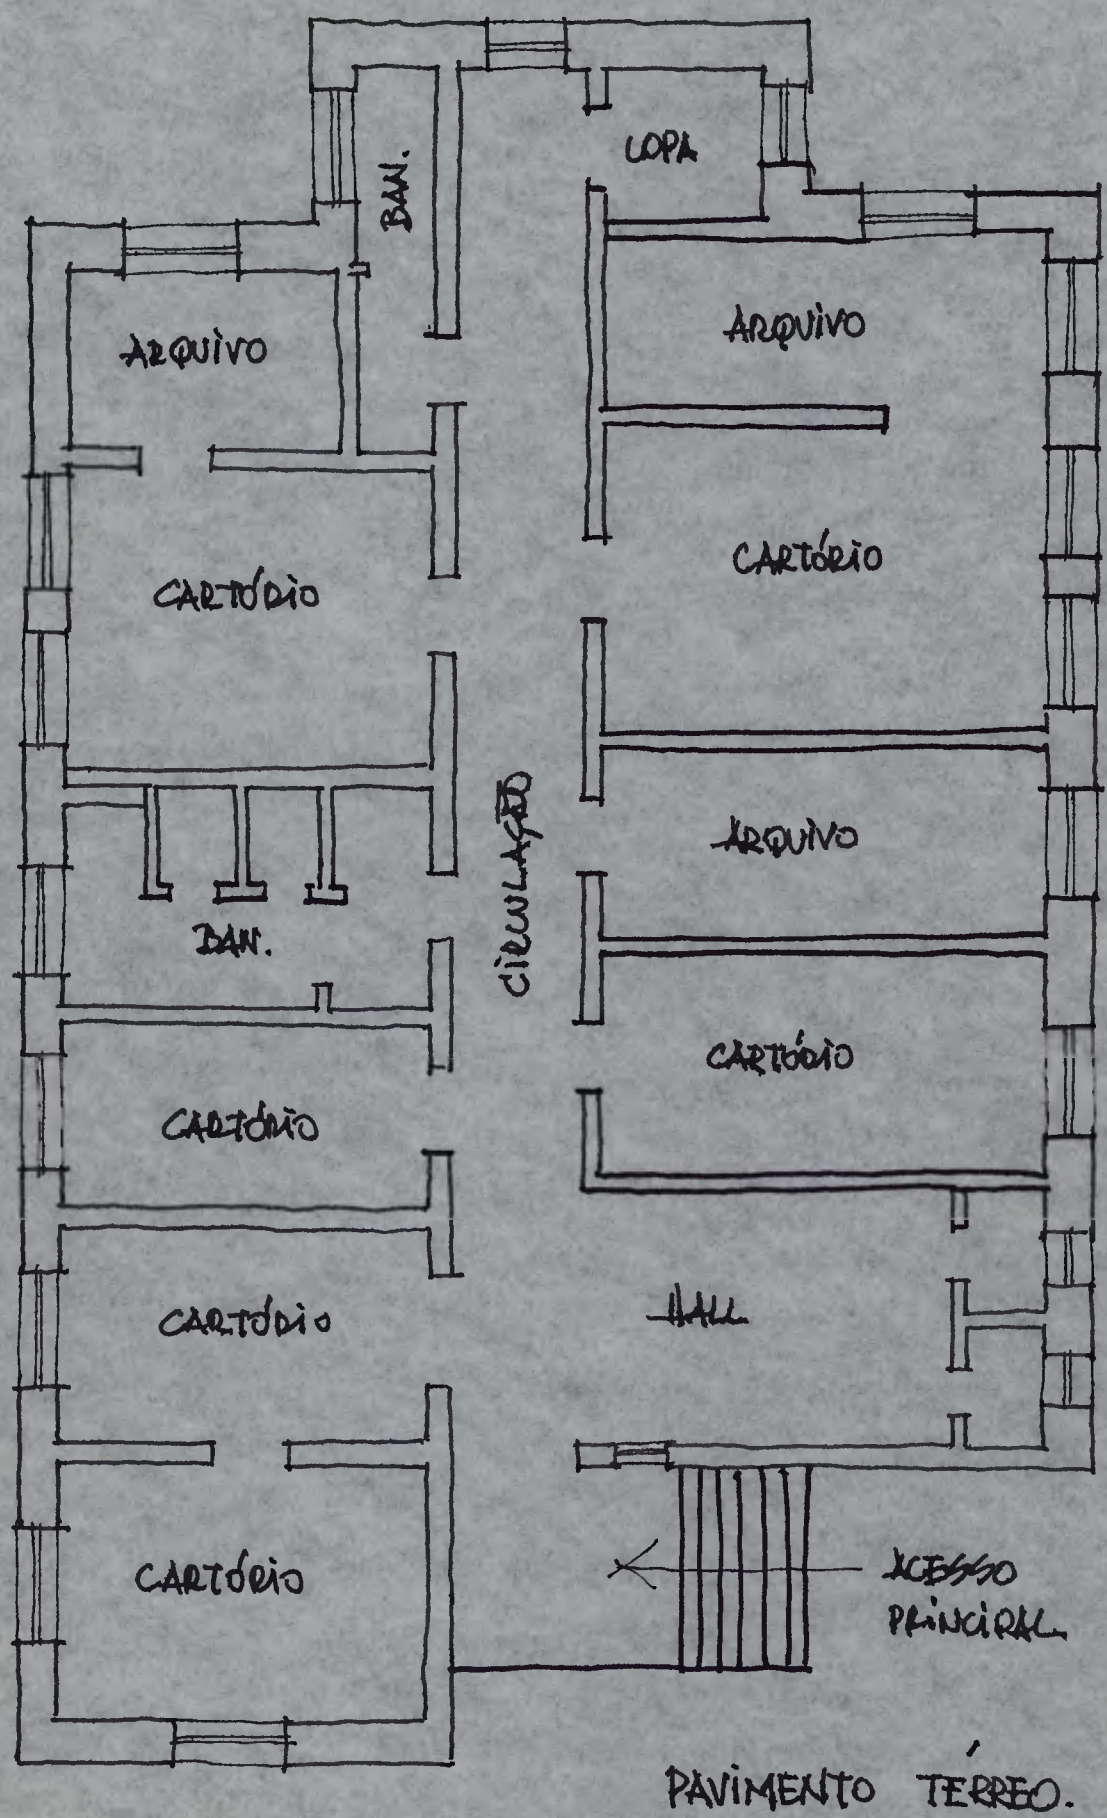 COPA
BAN.
ARQUIVO
ARQUIVO
CARTÓRIO
CARTÓRIO
CIRCULAÇÃO
ARQUIVO
BAN.
CARTÓRIO
CARTÓRIO
CARTÓRIO
HALL
CARTÓRIO
ACESSO
PRINCIPAL
PAVIMENTO TÉRREO.